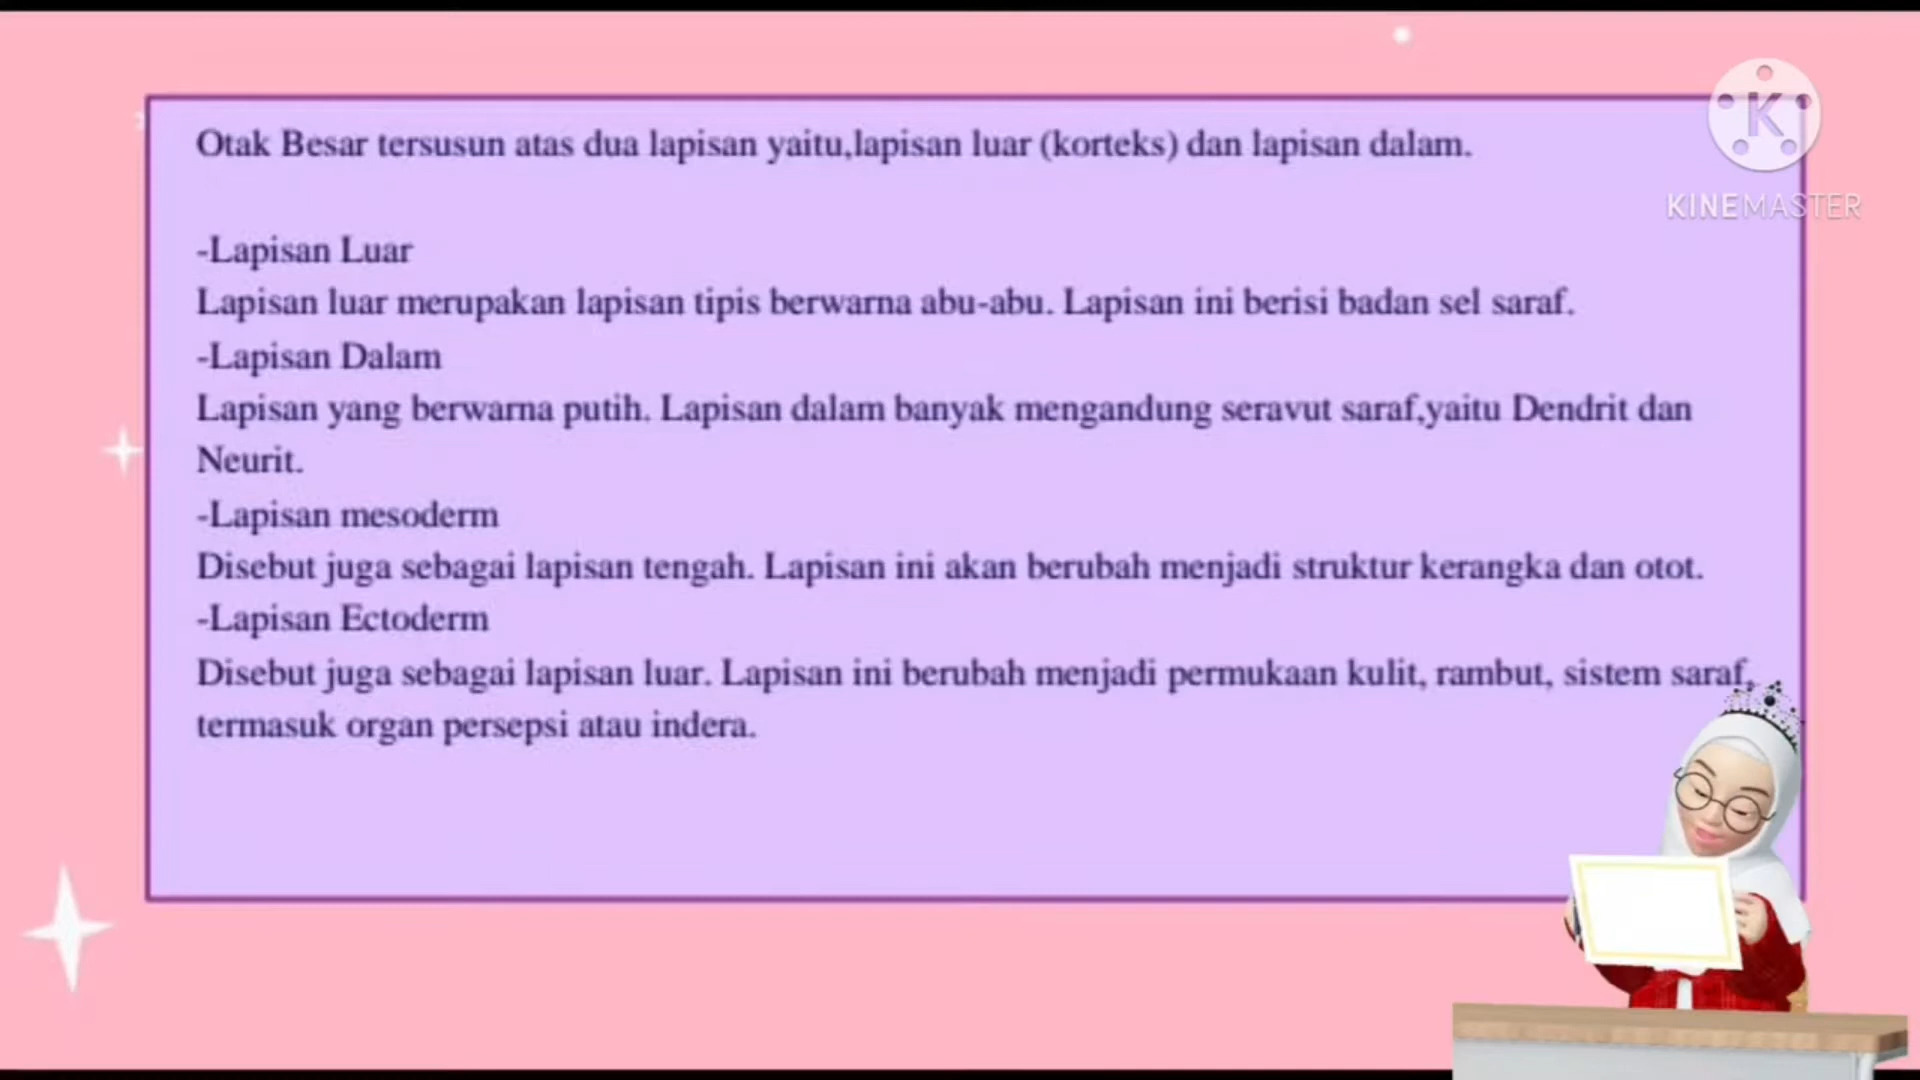 Otak Besar tersusun atas dua lapisan yaitu,lapisan luar (korteks) dan lapisan dalam.
-Lapisan Luar
Lapisan luar merupakan lapisan tipis berwarna abu-abu. Lapisan ini berisi badan sel saraf.
-Lapisan Dalam
Lapisan yang berwarna putih. Lapisan dalam banyak mengandung seravut saraf,yaitu Dendrit dan
Neurit.
-Lapisan mesoderm
Disebut juga sebagai lapisan tengah. Lapisan ini akan berubah menjadi struktur kerangka dan otot.
-Lapisan Ectoderm
Disebut juga sebagai lapisan luar. Lapisan ini berubah menjadi permukaan kulit, rambut, sistem saraf,
termasuk organ persepsi atau indera.
K
KINEMASTER